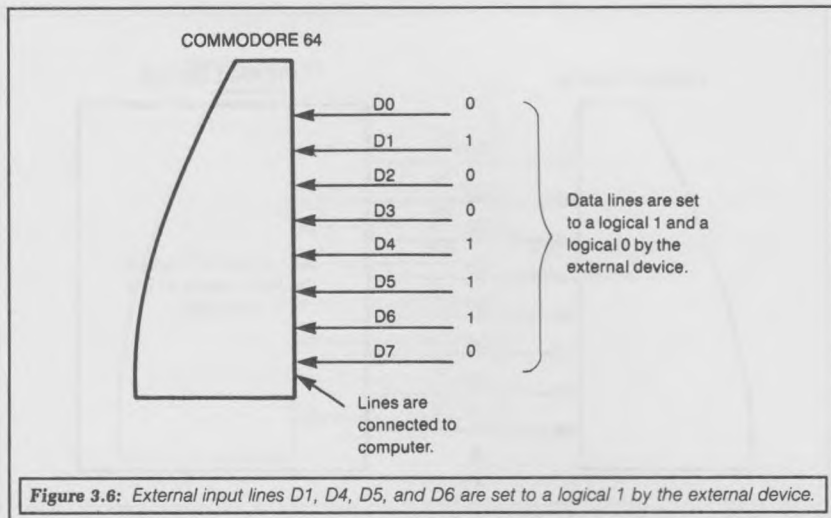 COMMODORE 64
D0 0
D1 1
D2 0
D3 0
D4 1
D5 1
D6 1
D7 0
Data lines are set
to a logical 1 and a
logical 0 by the
external device.
Lines are
connected to
computer.
Figure 3.6: External input lines D1, D4, D5, and D6 are set to a logical 1 by the external device.